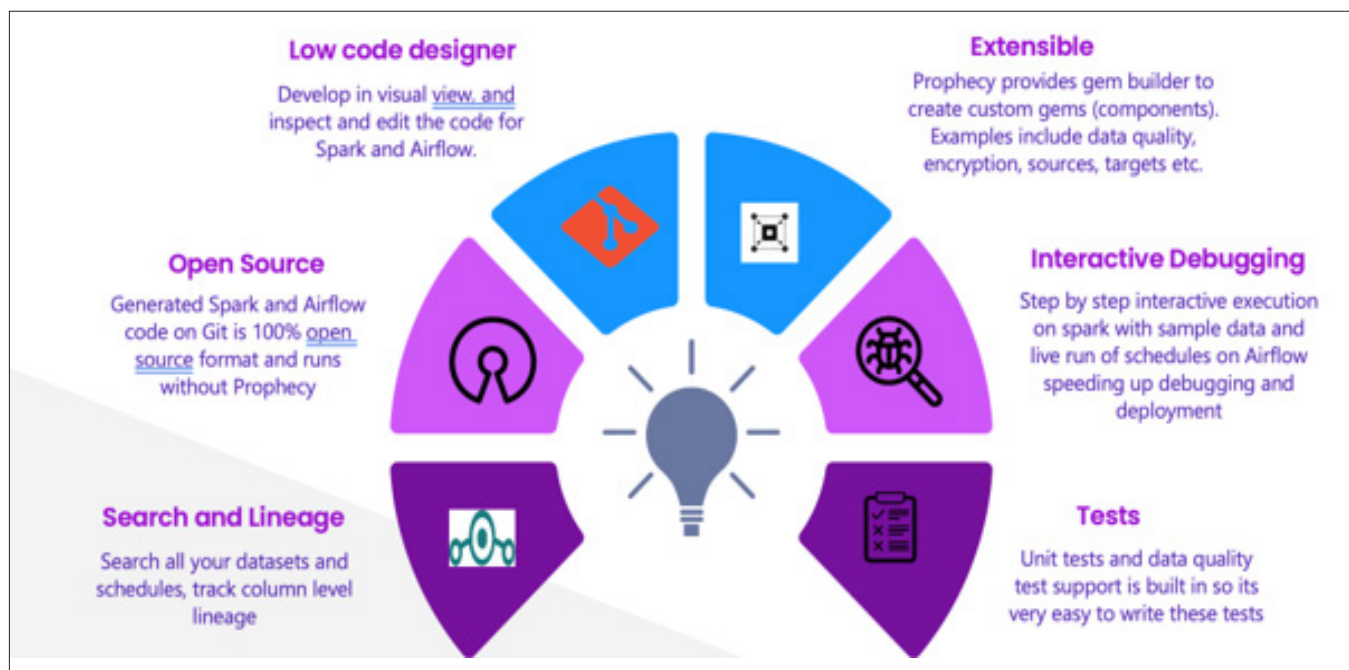 Low code designer
Develop in visual view, and
inspect and edit the code for
Spark and Airflow.
Extensible
Prophecy provides gem builder to
create custom gems (components).
Examples include data quality,
encryption, sources, targets etc.
Open Source
Generated Spark and Airflow
code on Git is 100% open
source format and runs
without Prophecy
Interactive Debugging
Step by step interactive execution
on spark with sample data and
live run of schedules on Airflow
speeding up debugging and
deployment
Search and Lineage
Search all your datasets and
schedules, track column level
lineage
Tests
Unit tests and data quality
test support is built in so its
very easy to write these tests